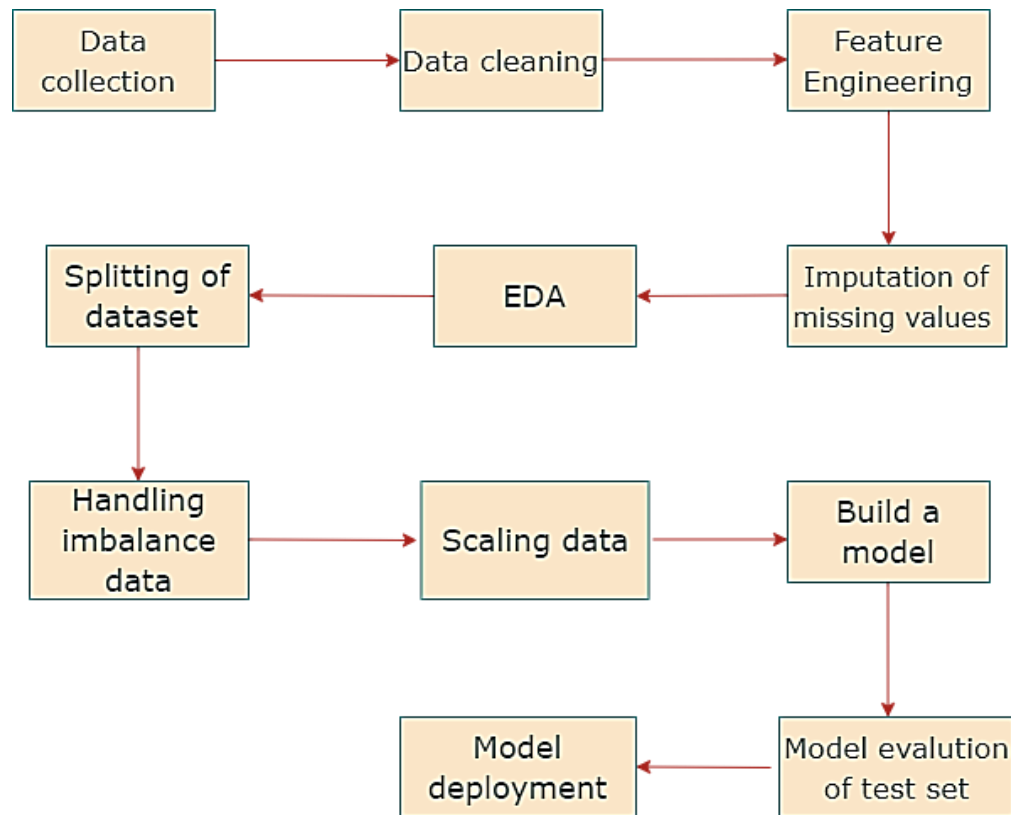 Data
collection
Data cleaning
Feature
Engineering
Imputation of
missing values
EDA
Splitting of
dataset
Handling
imbalance
data
Scaling data
Build a
model
Model evalution
of test set
Model
deployment